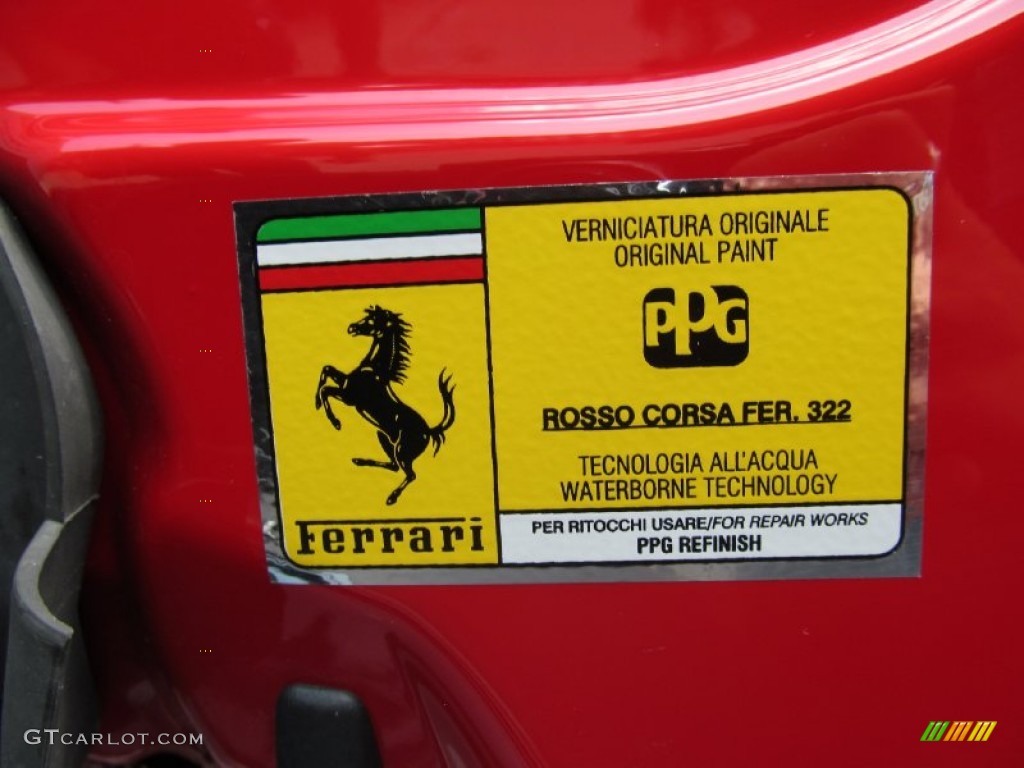 VERNICIATURA ORIGINALE
ORIGINAL PAINT
PPG
ROSSO CORSA FER. 322
TECNOLOGIA ALL'ACQUA
WATERBORNE TECHNOLOGY
Ferrari
PER RITOCCHI USARE/FOR REPAIR WORKS
PPG REFINISH
GTCARLOT.COM